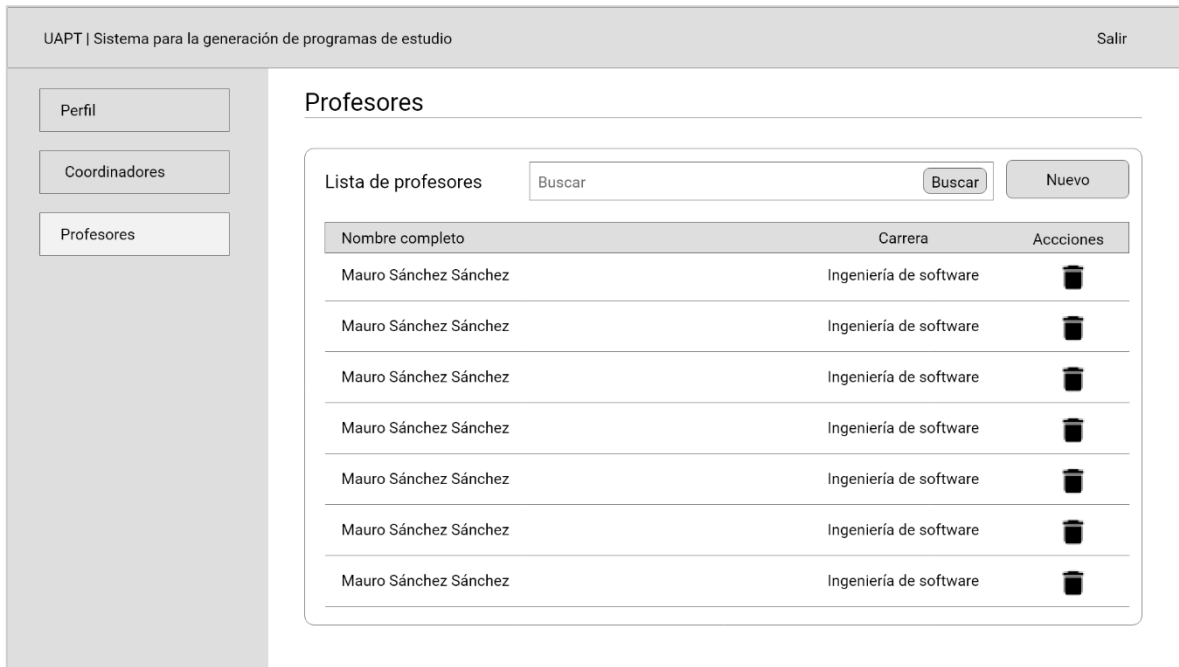 UAPT | Sistema para la generación de programas de estudio Salir
Perfil
Coordinadores
Profesores
Profesores
Lista de profesores Buscar Buscar Nuevo
Nombre completo Carrera Accciones
Mauro Sánchez Sánchez Ingeniería de software
Mauro Sánchez Sánchez Ingeniería de software
Mauro Sánchez Sánchez Ingeniería de software
Mauro Sánchez Sánchez Ingeniería de software
Mauro Sánchez Sánchez Ingeniería de software
Mauro Sánchez Sánchez Ingeniería de software
Mauro Sánchez Sánchez Ingeniería de software